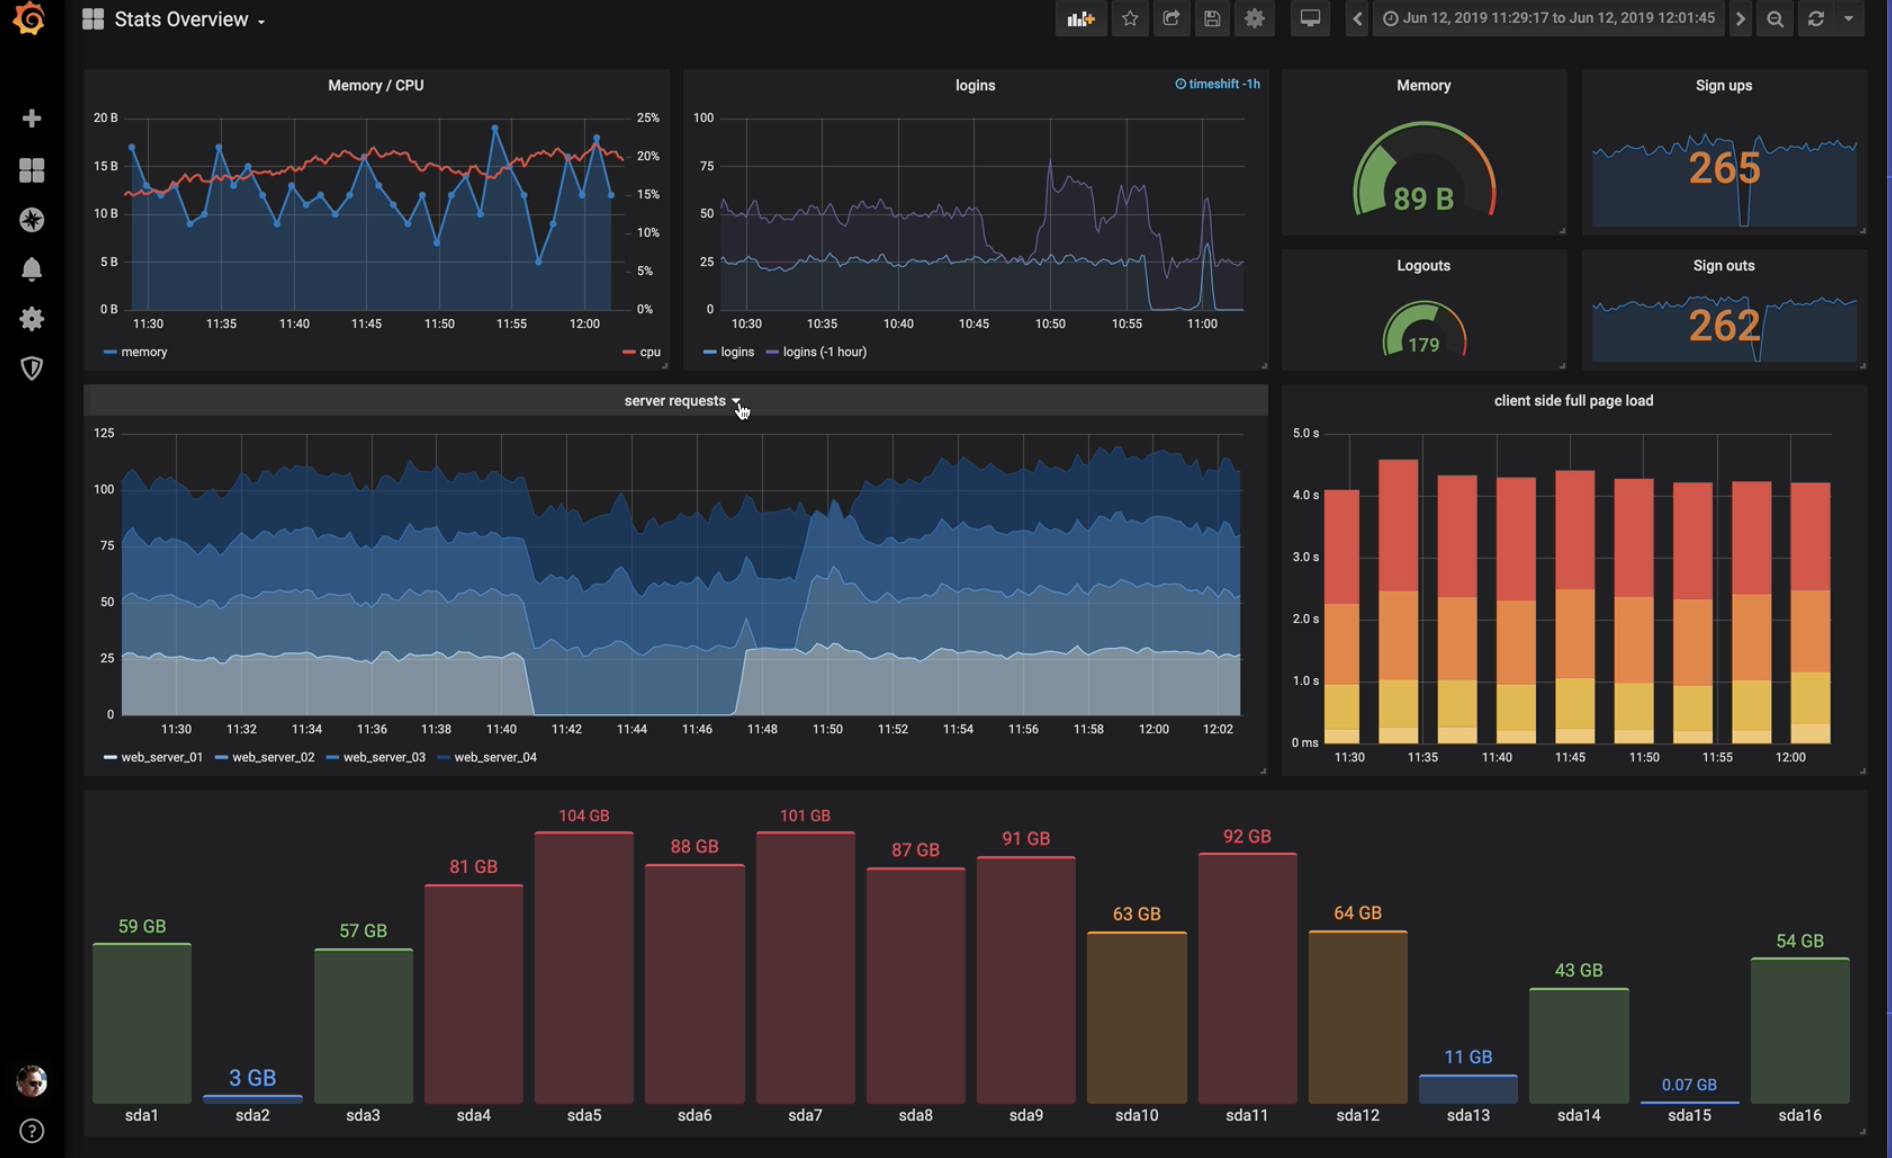 Stats Overview
Jun 12, 2019 11:29:17 to Jun 12, 2019 12:01:45
Memory / CPU
20 B
15 B
10 B
5 B
0 B
25%
20%
15%
10%
5%
0%
11:30 11:35 11:40 11:45 11:50 11:55 12:00
memory
cpu
logins
timeshift -1h
100
75
50
25
0
10:30 10:35 10:40 10:45 10:50 10:55 11:00
logins logins (-1 hour)
Memory
89 B
Sign ups
265
Logouts
179
Sign outs
262
server requests
125
100
75
50
25
0
11:30 11:32 11:34 11:36 11:38 11:40 11:42 11:44 11:46 11:48 11:50 11:52 11:54 11:56 11:58 12:00 12:02
web_server_01 web_server_02 web_server_03 web_server_04
client side full page load
5.0 s
4.0 s
3.0 s
2.0 s
1.0 s
0 ms
11:30 11:35 11:40 11:45 11:50 11:55 12:00
59 GB 3 GB 57 GB 81 GB 104 GB 88 GB 101 GB 87 GB 91 GB 63 GB 92 GB 64 GB 11 GB 43 GB 0.07 GB 54 GB
sda1 sda2 sda3 sda4 sda5 sda6 sda7 sda8 sda9 sda10 sda11 sda12 sda13 sda14 sda15 sda16